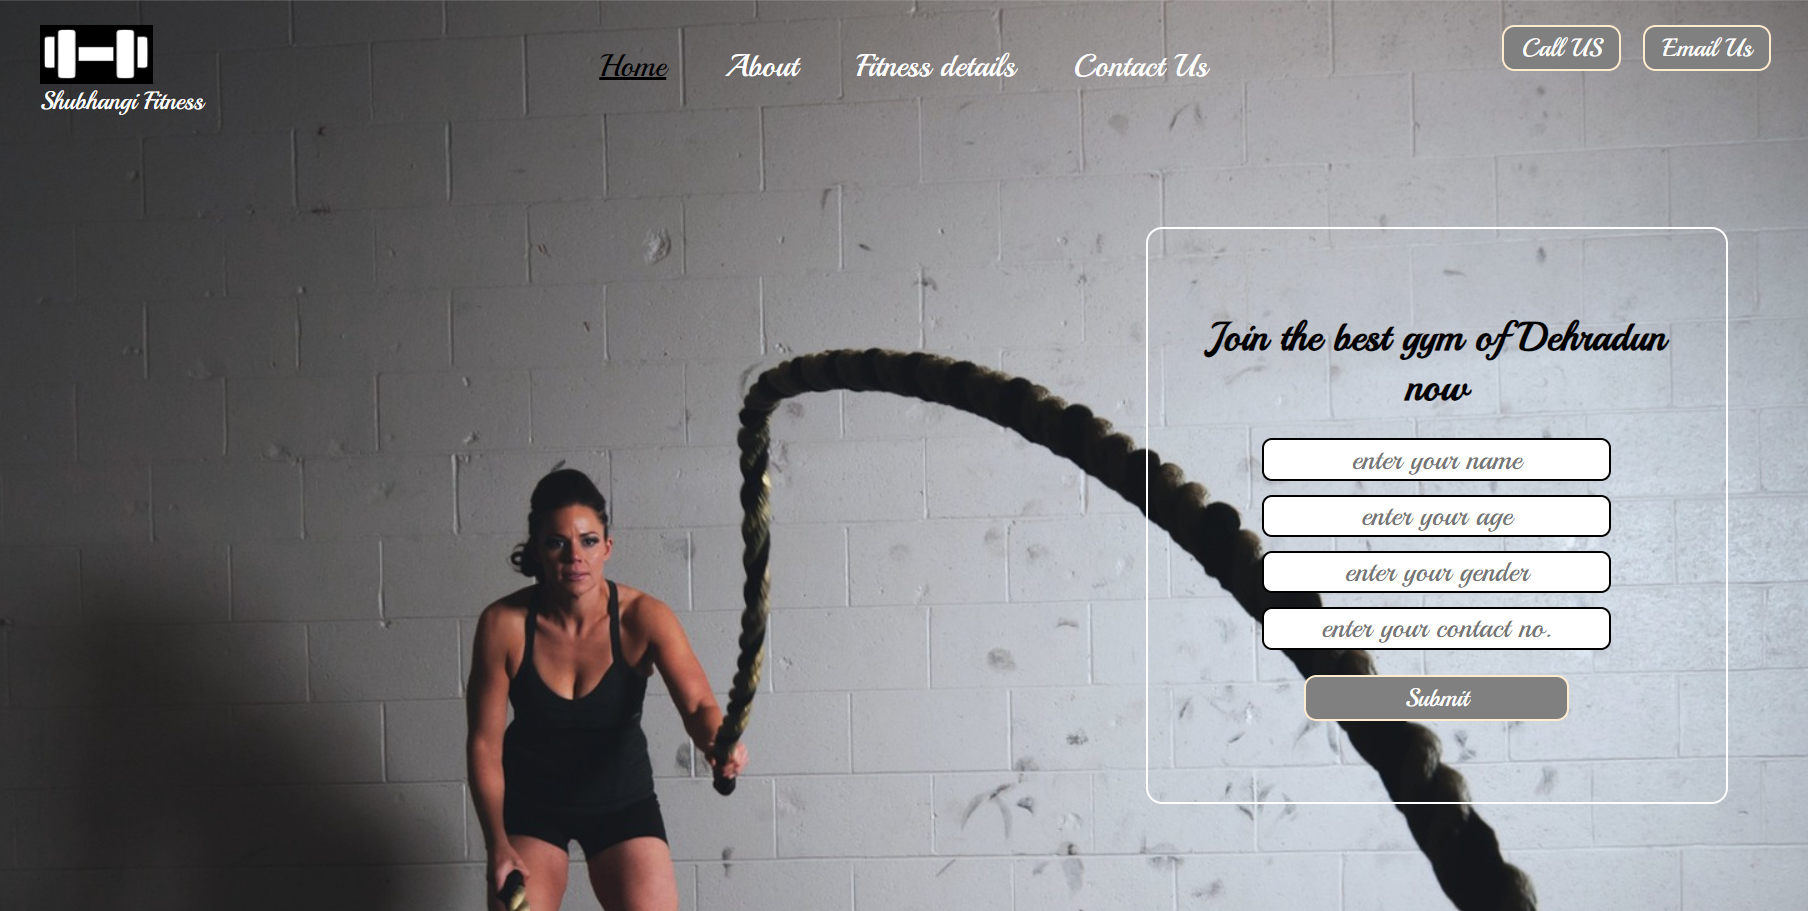 Shubhangi Fitness
Home
About
Fitness details
Contact Us
Call US
Email Us
Join the best gym of Dehradun
now
enter your name
enter your age
enter your gender
enter your contact no.
Submit